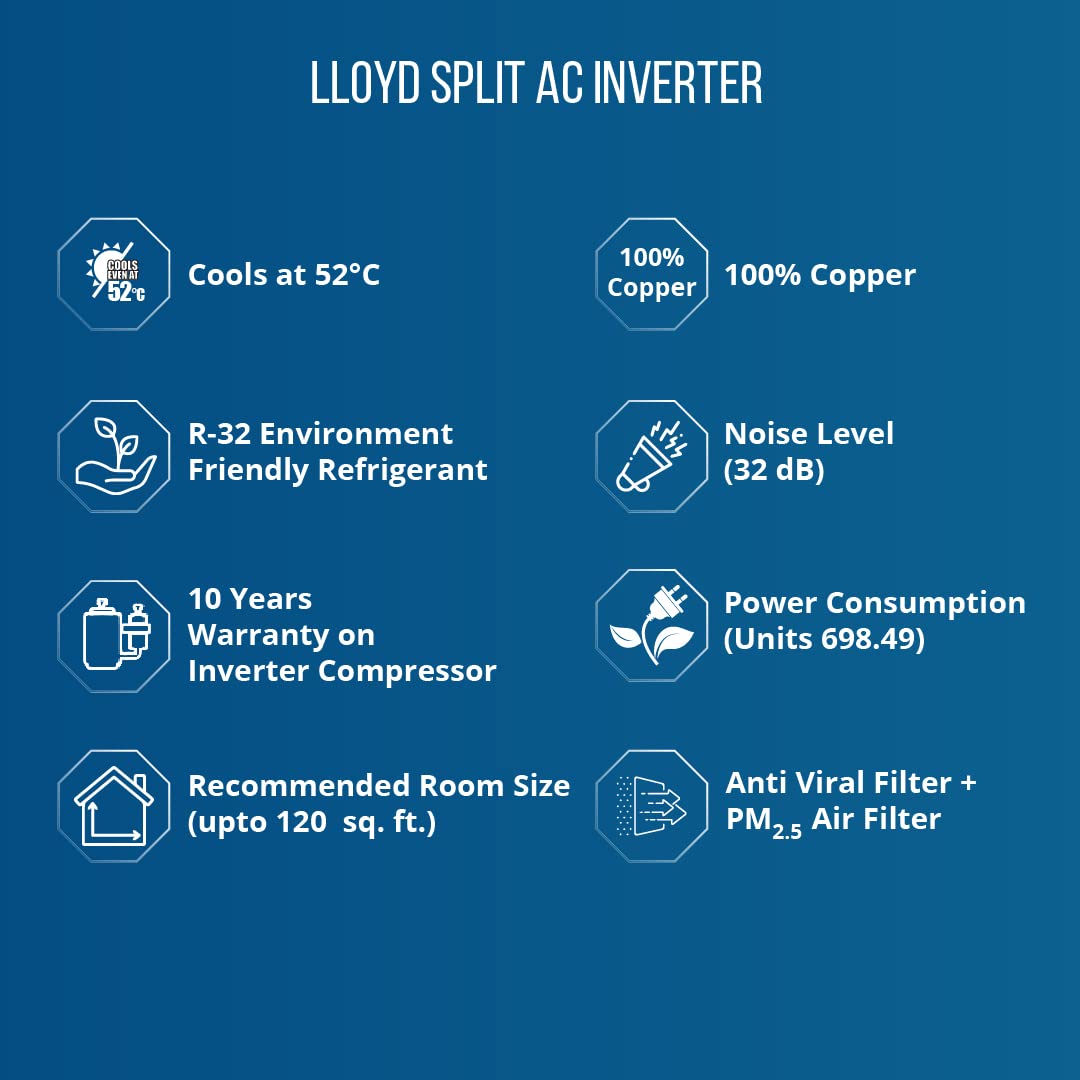 LLOYD SPLIT AC INVERTER
COOLS
EVEN AT
52°C
Cools at 52°C
100%
Copper
100% Copper
R-32 Environment
Friendly Refrigerant
Noise Level
(32 dB)
10 Years
Warranty on
Inverter Compressor
Power Consumption
(Units 698.49)
Recommended Room Size
(upto 120  sq. ft.)
Anti Viral Filter +
PM2.5 Air Filter